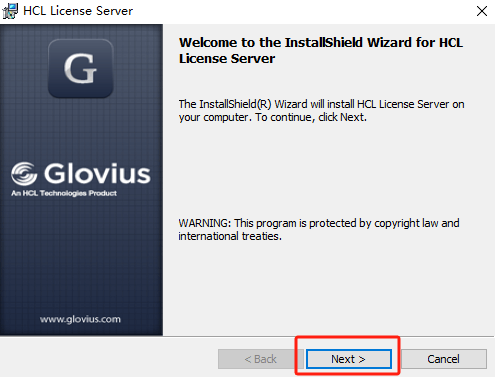 HCL License Server
G
Welcome to the InstallShield Wizard for HCL
License Server
The InstallShield(R) Wizard will install HCL License Server on
your computer. To continue, click Next.
Glovius
An HCL Technologies Product
WARNING: This program is protected by copyright law and
international treaties.
www.glovius.com
< Back
Next >
Cancel